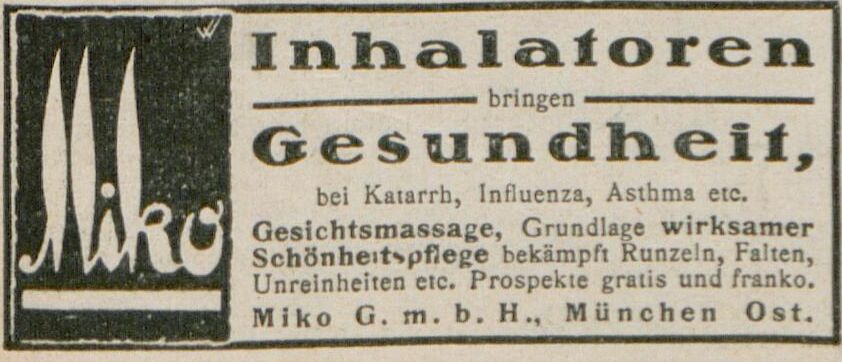 Miko
Inhalatoren
bringen
Gesundheit,
bei Katarrh, Influenza, Asthma etc.
Gesichtsmassage, Grundlage wirksamer
Schönheitspflege bekämpft Runzeln, Falten,
Unreinheiten etc. Prospekte gratis und franko.
Miko G. m. b. H., München Ost.